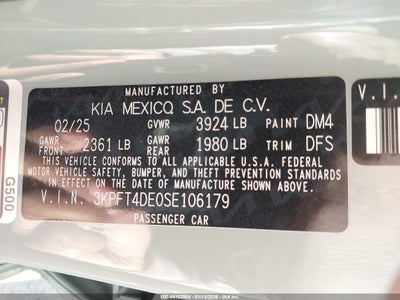 MANUFACTURED BY
KIA MEXICO, S.A. DE C.V.
02/25 GVWR 3924 LB PAINT DM4
GAWR FRONT 2361 LB GAWR REAR 1980 LB TRIM DFS
THIS VEHICLE CONFORMS TO ALL APPLICABLE U.S.A. FEDERAL
MOTOR VEHICLE SAFETY, BUMPER, AND THEFT PREVENTION STANDARDS
IN EFFECT ON THE DATE OF MANUFACTURE SHOWN ABOVE.
V.I.N. 3KPFT4DE0SE106179
PASSENGER CAR
G500
V.I.